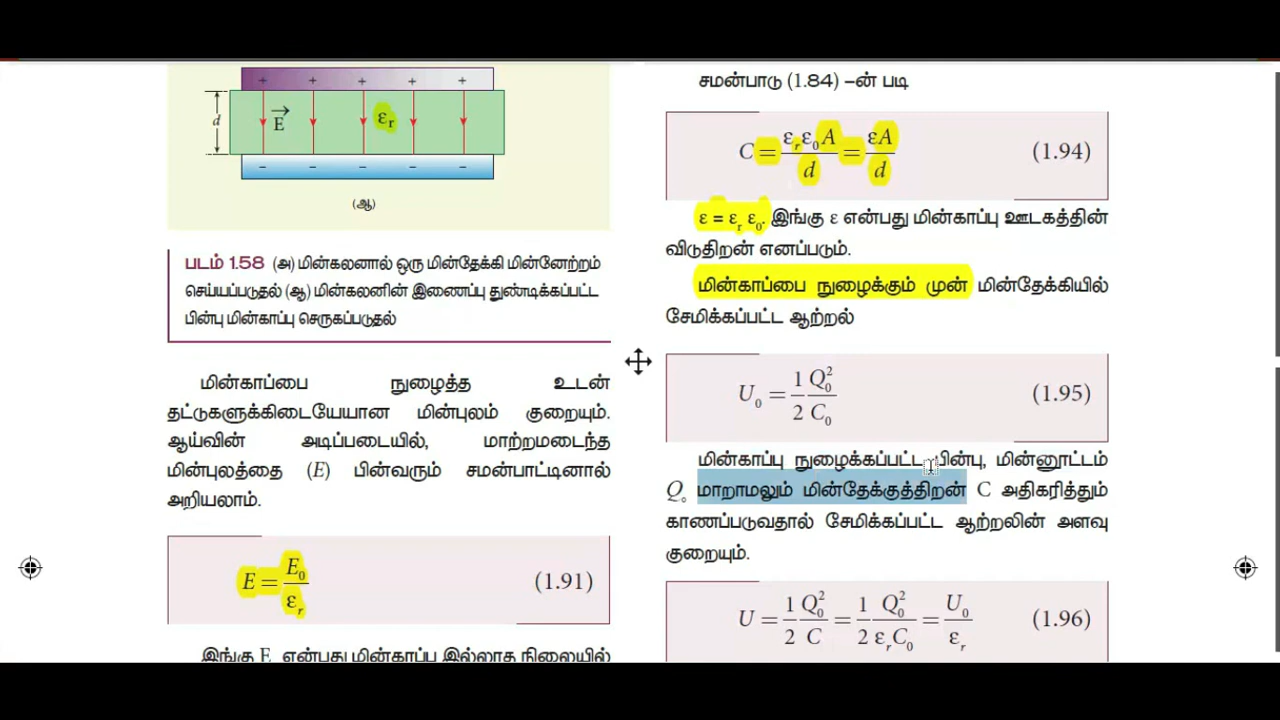 + + + + +
d
E
εr
– – – – –
(ஆ)
படம் 1.58 (அ) மின்கலனால் ஒரு மின்தேக்கி மின்னேற்றம்
செய்யப்படுதல் (ஆ) மின்கலனின் இணைப்பு துண்டிக்கப்பட்ட
பின்பு மின்காப்பு செருகப்படுதல்
மின்காப்பை நுழைத்த உடன்
தட்டுகளுக்கிடையேயான மின்புலம் குறையும்.
ஆய்வின் அடிப்படையில், மாற்றமடைந்த
மின்புலத்தை (E) பின்வரும் சமன்பாட்டினால்
அறியலாம்.
E = E₀/εr (1.91)
இங்கு E என்பது மின்காப்பு இல்லாத நிலையில்
சமன்பாடு (1.84) –ன் படி
C = εrε₀A/d = εA/d (1.94)
ε = εr ε₀. இங்கு ε என்பது மின்காப்பு ஊடகத்தின்
விடுதிறன் எனப்படும்.
மின்காப்பை நுழைக்கும் முன் மின்தேக்கியில்
சேமிக்கப்பட்ட ஆற்றல்
U₀ = 1/2 Q₀²/C₀ (1.95)
மின்காப்பு நுழைக்கப்பட்ட பின்பு, மின்னூட்டம்
Q₀ மாறாமலும் மின்தேக்குத்திறன் C அதிகரித்தும்
காணப்படுவதால் சேமிக்கப்பட்ட ஆற்றலின் அளவு
குறையும்.
U = 1/2 Q₀²/C = 1/2 Q₀²/εrC₀ = U₀/εr (1.96)